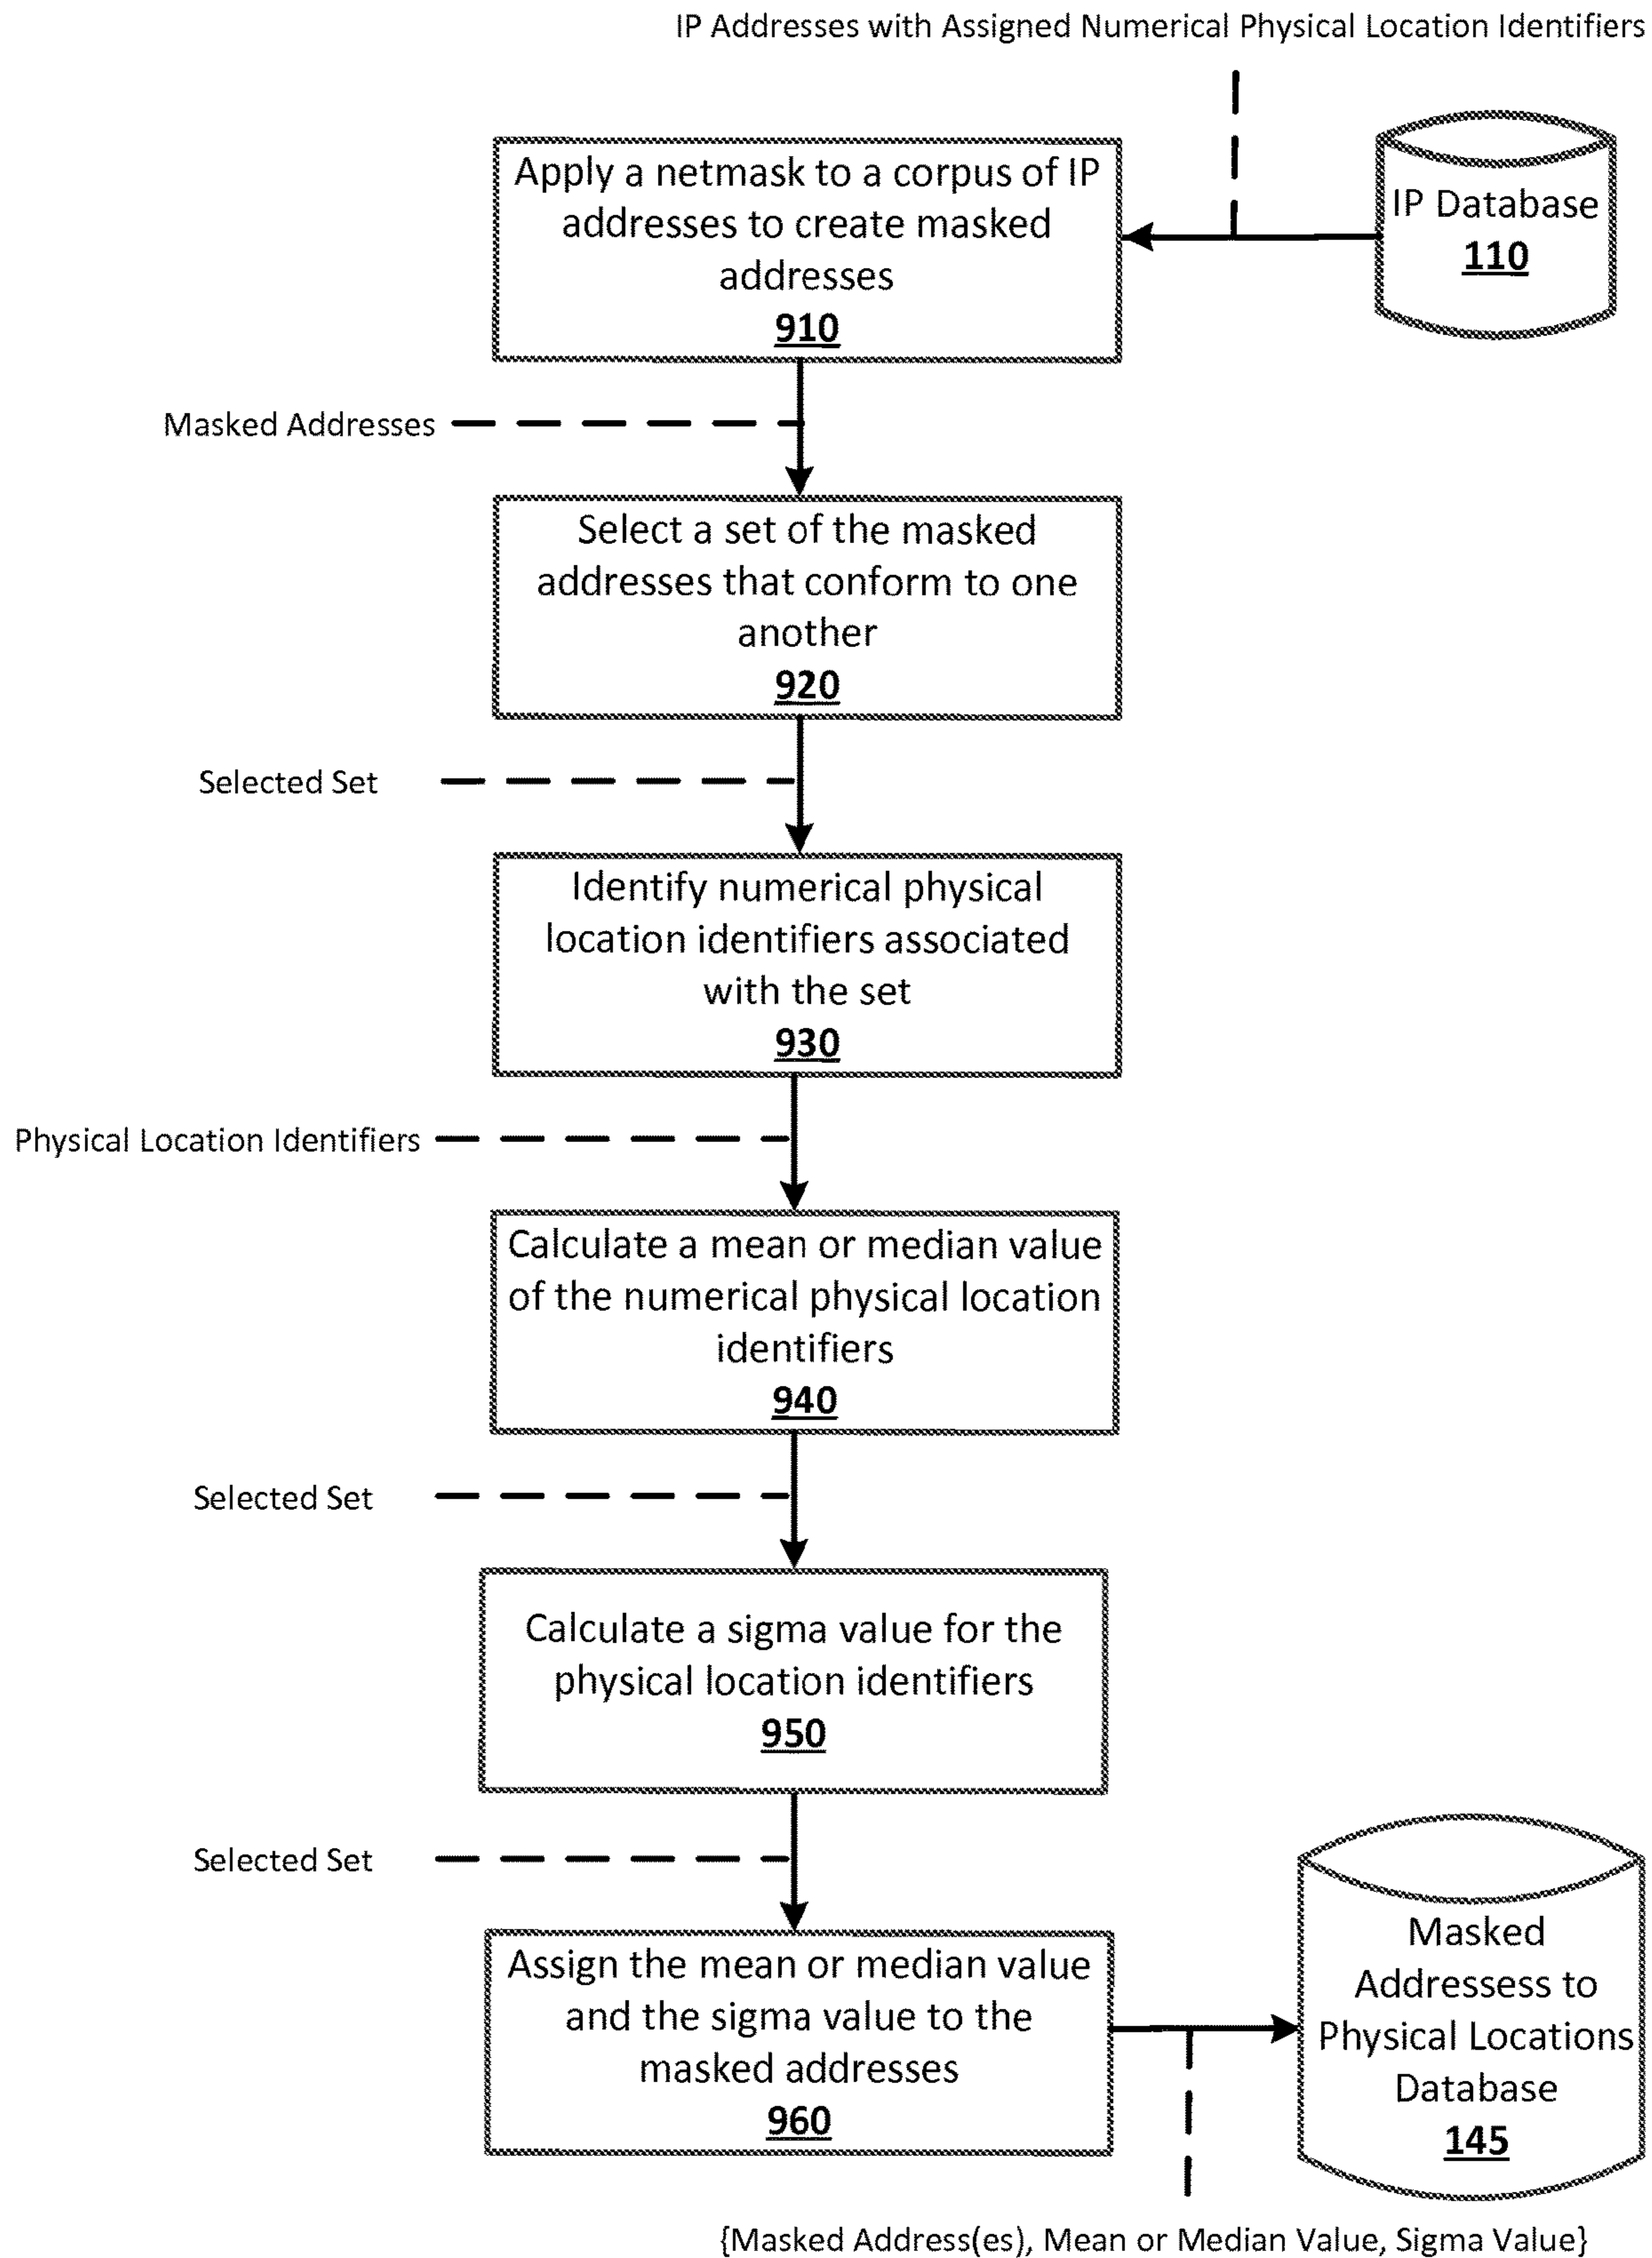 IP Addresses with Assigned Numerical Physical Location Identifiers
Apply a netmask to a corpus of IP
addresses to create masked
addresses
910
IP Database
110
Masked Addresses
Select a set of the masked
addresses that conform to one
another
920
Selected Set
Identify numerical physical
location identifiers associated
with the set
930
Physical Location Identifiers
Calculate a mean or median value
of the numerical physical location
identifiers
940
Selected Set
Calculate a sigma value for the
physical location identifiers
950
Selected Set
Assign the mean or median value
and the sigma value to the
masked addresses
960
Masked
Addressess to
Physical Locations
Database
145
{Masked Address(es), Mean or Median Value, Sigma Value}